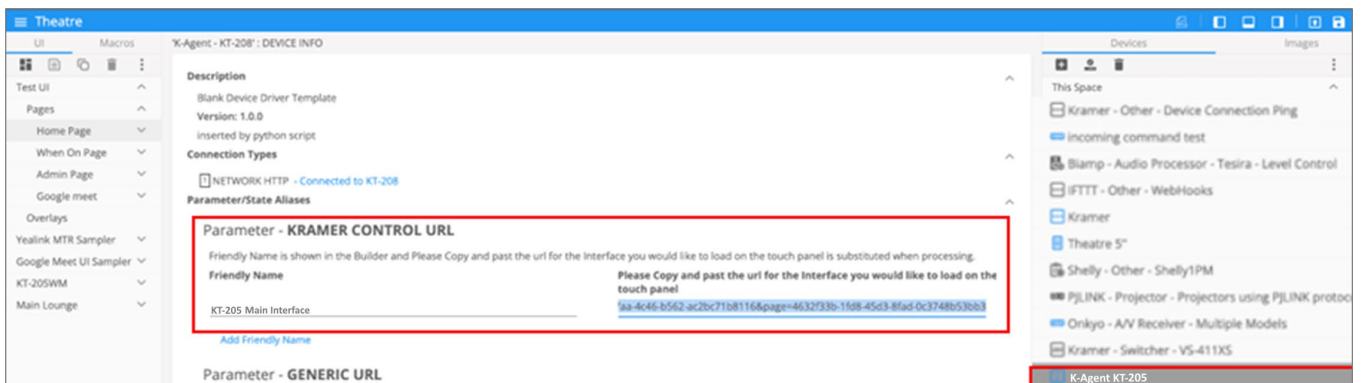 Theatre
UI Macros
Test UI
Pages
Home Page
When On Page
Admin Page
Google meet
Overlays
Yealink MTR Sampler
Google Meet UI Sampler
KT-205WM
Main Lounge
'K-Agent - KT-208' : DEVICE INFO
Description
Blank Device Driver Template
Version: 1.0.0
inserted by python script
Connection Types
NETWORK HTTP - Connected to KT-208
Parameter/State Aliases
Parameter - KRAMER CONTROL URL
Friendly Name is shown in the Builder and Please Copy and past the url for the Interface you would like to load on the touch panel is substituted when processing.
Friendly Name
KT-205 Main Interface
Please Copy and past the url for the Interface you would like to load on the
touch panel
'aa-4c46-b562-ac2bc71b8116&page=4632f33b-1fd8-45d3-8fad-0c3748b53bb3
Add Friendly Name
Parameter - GENERIC URL
Devices Images
This Space
Kramer - Other - Device Connection Ping
incoming command test
Biamp - Audio Processor - Tesira - Level Control
IFTTT - Other - WebHooks
Kramer
Theatre 5"
Shelly - Other - Shelly1PM
PJLINK - Projector - Projectors using PJLINK protoc
Onkyo - A/V Receiver - Multiple Models
Kramer - Switcher - VS-411XS
K-Agent KT-205